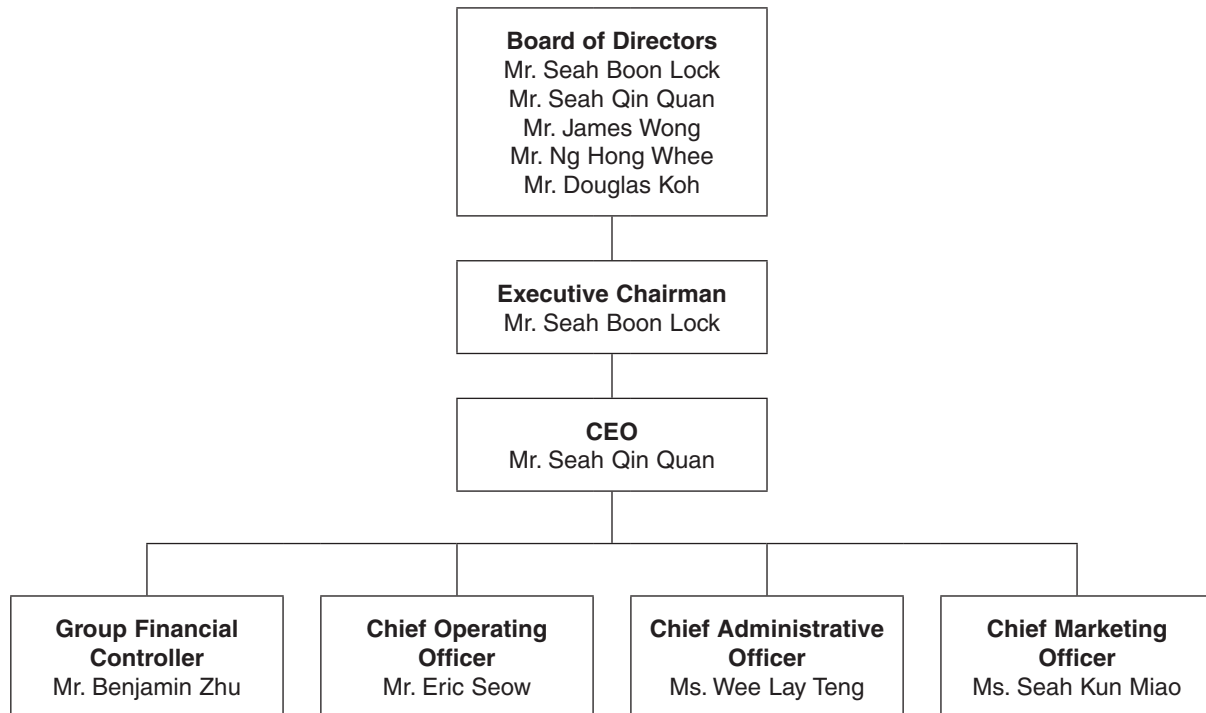 Board of Directors
Mr. Seah Boon Lock
Mr. Seah Qin Quan
Mr. James Wong
Mr. Ng Hong Whee
Mr. Douglas Koh
Executive Chairman
Mr. Seah Boon Lock
CEO
Mr. Seah Qin Quan
Group Financial
Controller
Mr. Benjamin Zhu
Chief Operating
Officer
Mr. Eric Seow
Chief Administrative
Officer
Ms. Wee Lay Teng
Chief Marketing
Officer
Ms. Seah Kun Miao